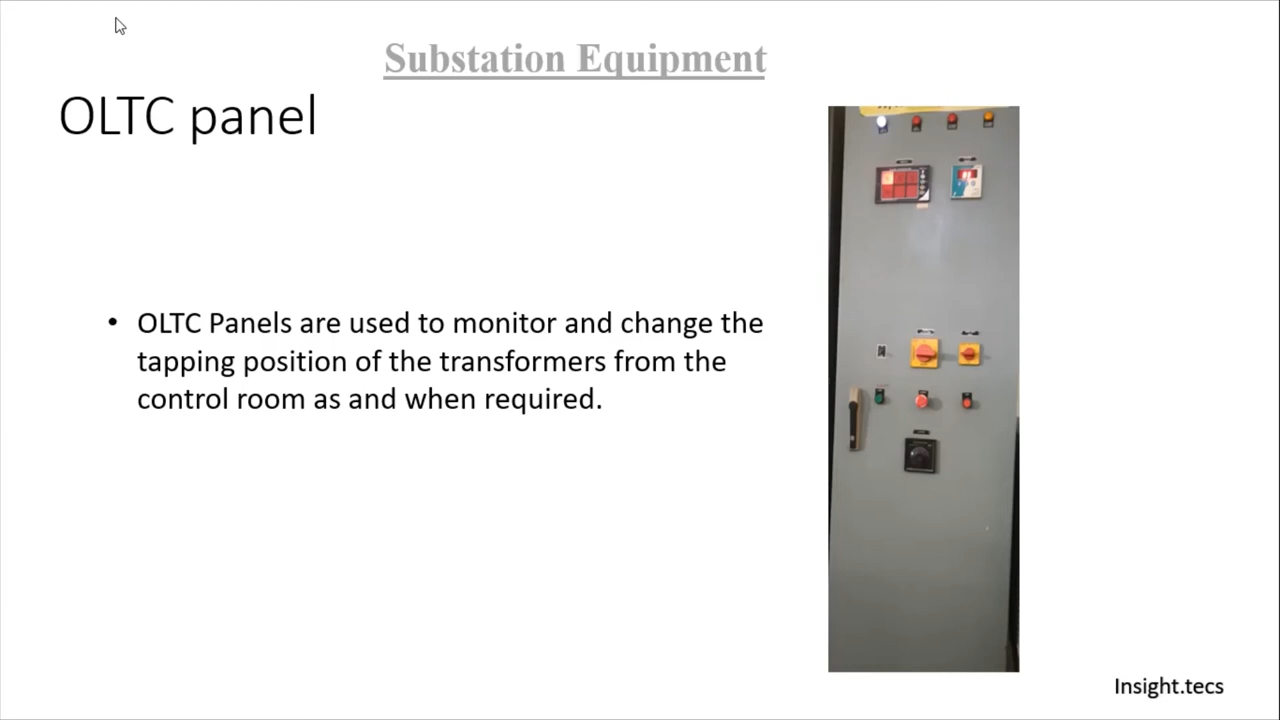 Substation Equipment
OLTC panel
• OLTC Panels are used to monitor and change the
tapping position of the transformers from the
control room as and when required.
Insight.tecs